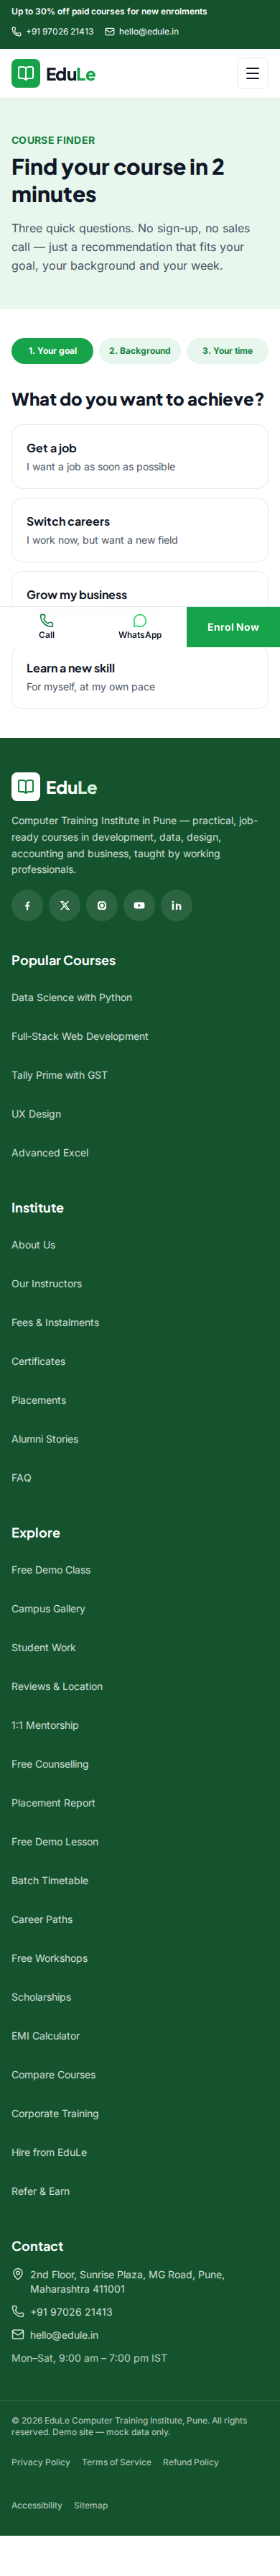 Up to 30% off paid courses for new enrolments
+91 97026 21413 hello@edule.in
EduLe
COURSE FINDER
Find your course in 2
minutes
Three quick questions. No sign-up, no sales
call — just a recommendation that fits your
goal, your background and your week.
1. Your goal 2. Background 3. Your time
What do you want to achieve?
Get a job
I want a job as soon as possible
Switch careers
I work now, but want a new field
Grow my business
Call WhatsApp Enrol Now
Learn a new skill
For myself, at my own pace
EduLe
Computer Training Institute in Pune — practical, job-
ready courses in development, data, design,
accounting and business, taught by working
professionals.
Popular Courses
Data Science with Python
Full-Stack Web Development
Tally Prime with GST
UX Design
Advanced Excel
Institute
About Us
Our Instructors
Fees & Instalments
Certificates
Placements
Alumni Stories
FAQ
Explore
Free Demo Class
Campus Gallery
Student Work
Reviews & Location
1:1 Mentorship
Free Counselling
Placement Report
Free Demo Lesson
Batch Timetable
Career Paths
Free Workshops
Scholarships
EMI Calculator
Compare Courses
Corporate Training
Hire from EduLe
Refer & Earn
Contact
2nd Floor, Sunrise Plaza, MG Road, Pune,
Maharashtra 411001
+91 97026 21413
hello@edule.in
Mon–Sat, 9:00 am – 7:00 pm IST
© 2026 EduLe Computer Training Institute, Pune. All rights
reserved. Demo site — mock data only.
Privacy Policy Terms of Service Refund Policy
Accessibility Sitemap